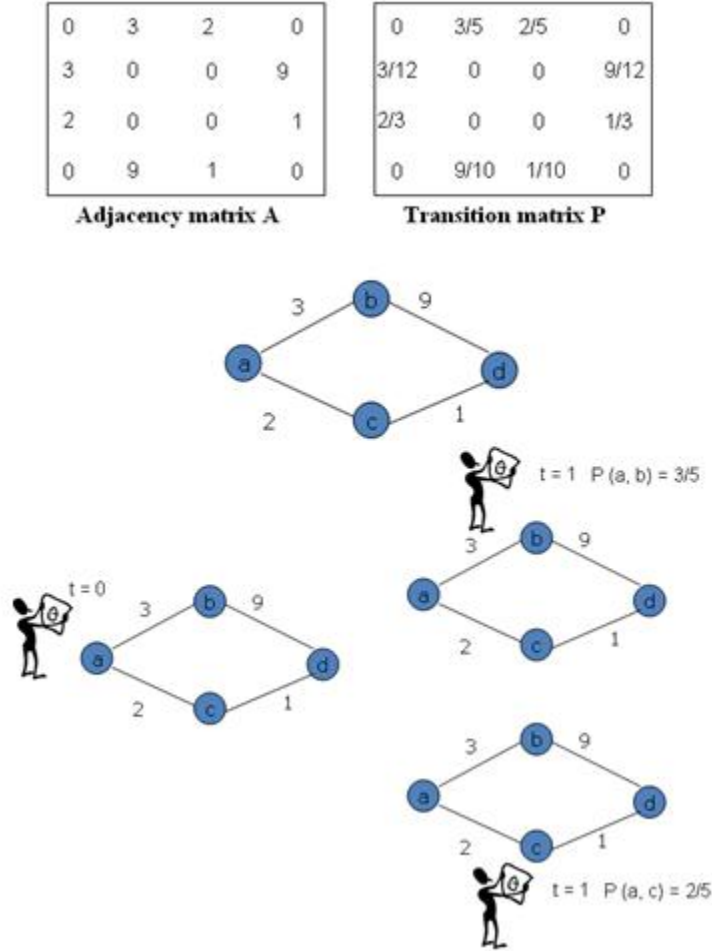 0 3 2 0
3 0 0 9
2 0 0 1
0 9 1 0
Adjacency matrix A
0 3/5 2/5 0
3/12 0 0 9/12
2/3 0 0 1/3
0 9/10 1/10 0
Transition matrix P
b
3 9
a d
2 1
c
θ t = 1 P (a, b) = 3/5
b
3 9
a d
2 1
c
t = 0
θ
b
3 9
a d
2 1
c
b
3 9
a d
2 1
c
θ t = 1 P (a, c) = 2/5